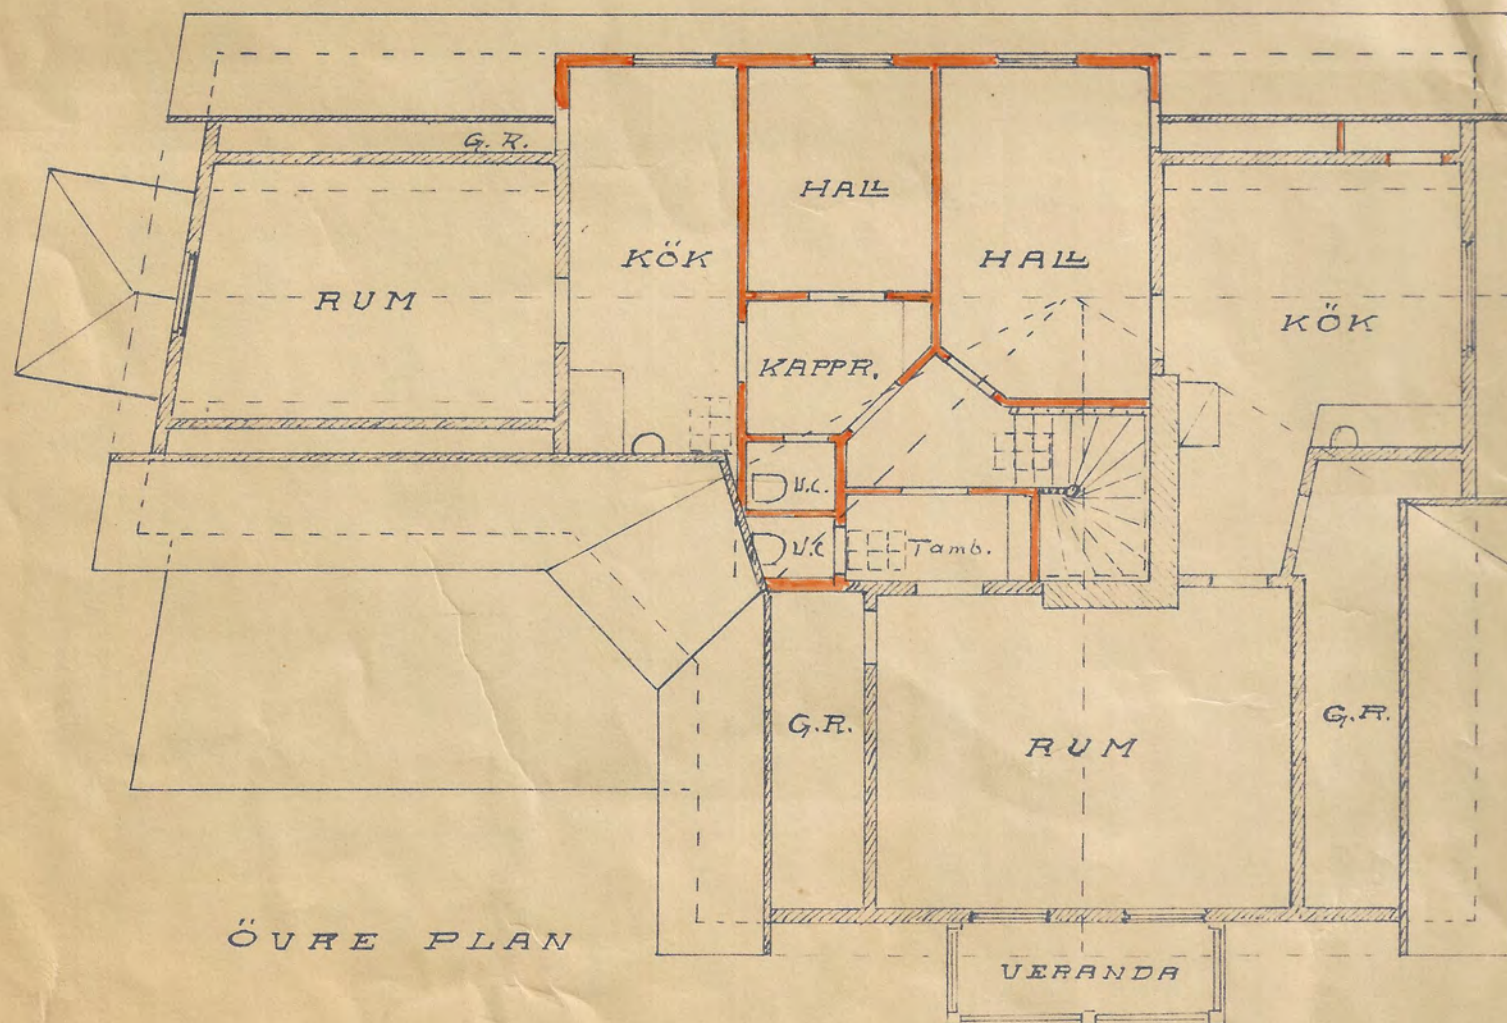 G. R.
HALL
KÖK
HALL
RUM
KÖK
KAPPR.
W.C.
W.C
Tamb.
G.R.
G.R.
RUM
ÖVRE PLAN
VERANDA